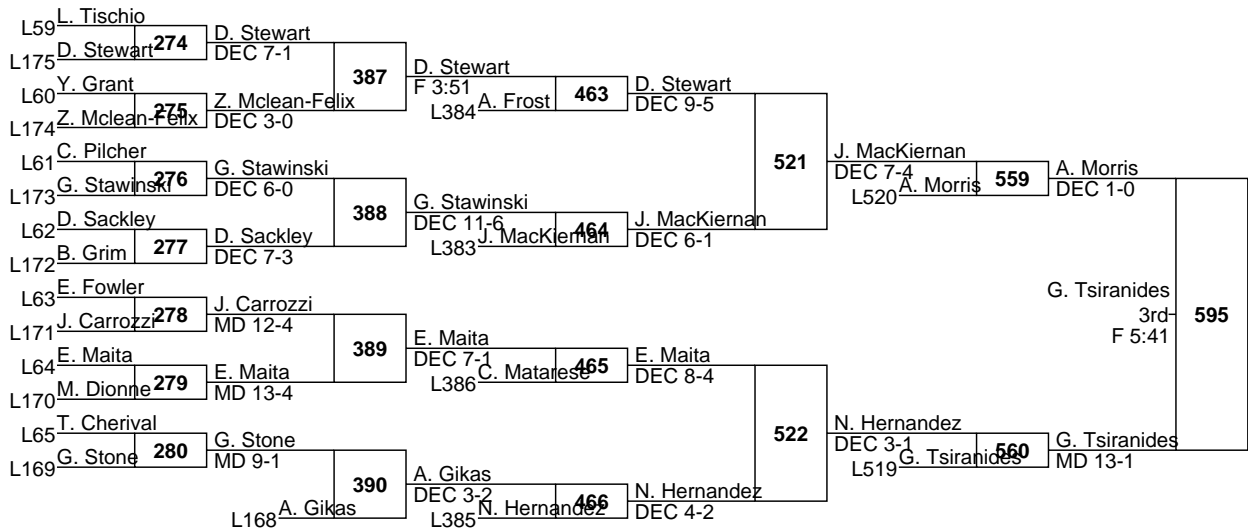 L. Tischio
L59
274
D. Stewart
DEC 7-1
D. Stewart
L175
387
D. Stewart
F 3:51
Y. Grant
L60
275
Z. Mclean-Felix
DEC 3-0
Z. Mclean-Felix
L174
A. Frost
L384
463
D. Stewart
DEC 9-5
521
J. MacKiernan
DEC 7-4
C. Pilcher
L61
276
G. Stawinski
DEC 6-0
G. Stawinski
L173
388
G. Stawinski
DEC 11-6
D. Sackley
L62
277
D. Sackley
DEC 7-3
B. Grim
L172
J. MacKiernan
L383
464
J. MacKiernan
DEC 6-1
A. Morris
L520
559
A. Morris
DEC 1-0
G. Tsiranides
3rd
F 5:41
595
E. Fowler
L63
278
J. Carrozzi
MD 12-4
J. Carrozzi
L171
389
E. Maita
DEC 7-1
E. Maita
L64
279
E. Maita
MD 13-4
M. Dionne
L170
C. Matarese
L386
465
E. Maita
DEC 8-4
522
N. Hernandez
DEC 3-1
T. Cherival
L65
280
G. Stone
MD 9-1
G. Stone
L169
390
A. Gikas
DEC 3-2
A. Gikas
L168
N. Hernandez
L385
466
N. Hernandez
DEC 4-2
G. Tsiranides
L519
560
G. Tsiranides
MD 13-1